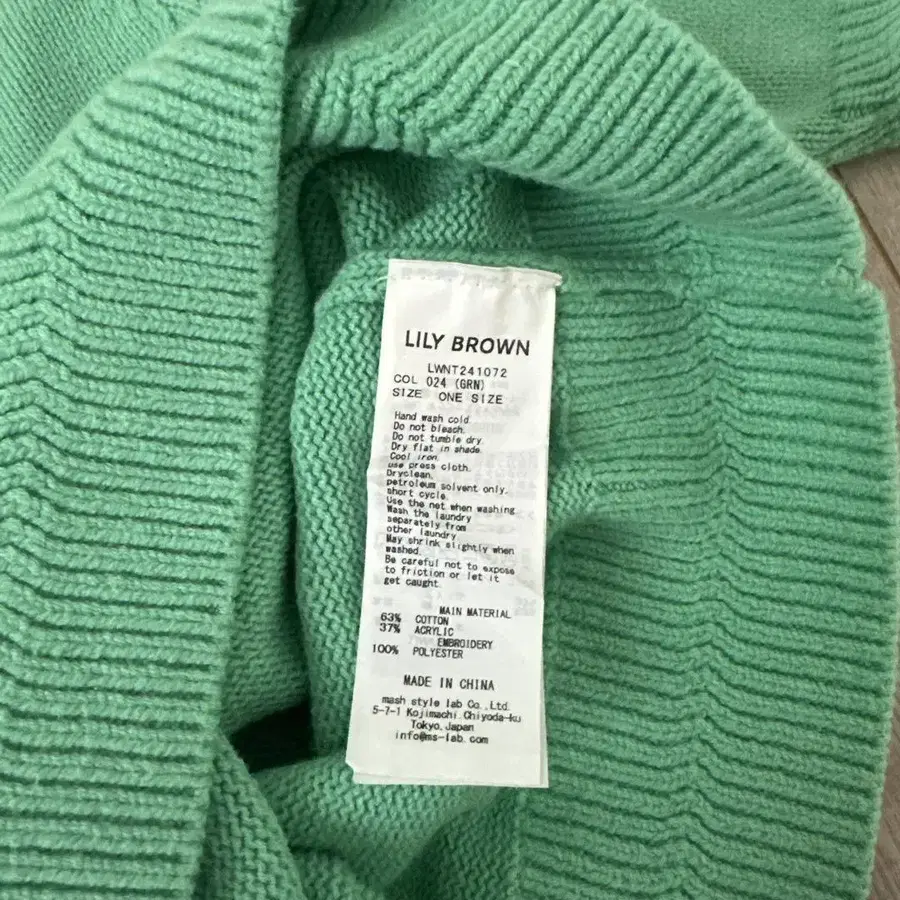 LILY BROWN
LWNT241072
COL 024 (GRN)
SIZE ONE SIZE
Hand wash cold.
Do not bleach.
Do not tumble dry.
Dry flat in shade.
Cool iron.
use press cloth.
Dryclean.
petroleum solvent only.
short cycle.
Use the net when washing.
Wash the laundry
separately from
other laundry.
May shrink slightly when
washed.
Be careful not to expose
to friction or let it
get caught.
MAIN MATERIAL
63% COTTON
37% ACRYLIC
EMBROIDERY
100% POLYESTER
MADE IN CHINA
mash style lab Co.,Ltd.
5-7-1 Kojimachi,Chiyoda-ku
Tokyo,Japan
info@ms-lab.com